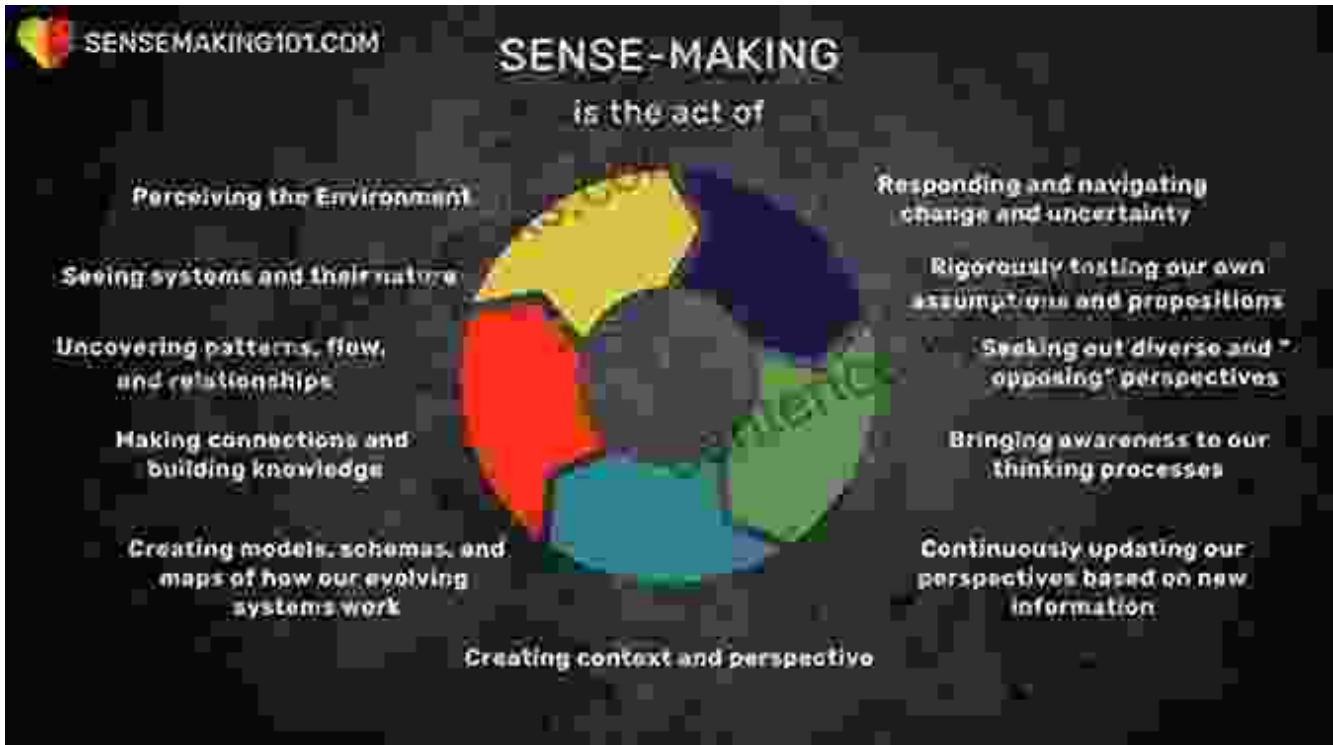 SENSEMAKING101.COM
SENSE-MAKING
is the act of
Perceiving the Environment
Seeing systems and their nature
Uncovering patterns, flow,
and relationships
Making connections and
building knowledge
Creating models, schemas, and
maps of how our evolving
systems work
Creating context and perspective
Responding and navigating
change and uncertainty
Rigorously testing our own
assumptions and propositions
Seeking out diverse and "
opposing" perspectives
Bringing awareness to our
thinking processes
Continuously updating our
perspectives based on new
information